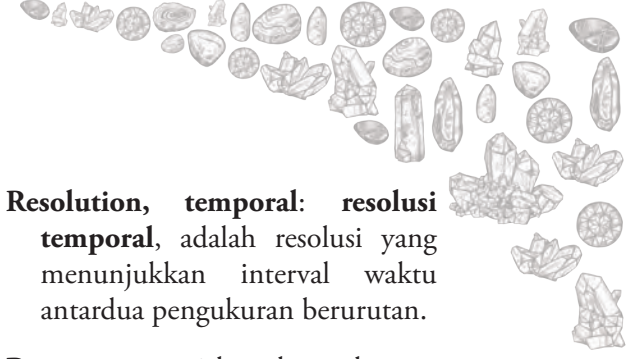 Resolution, temporal: resolusi
temporal, adalah resolusi yang
menunjukkan interval waktu
antardua pengukuran berurutan.